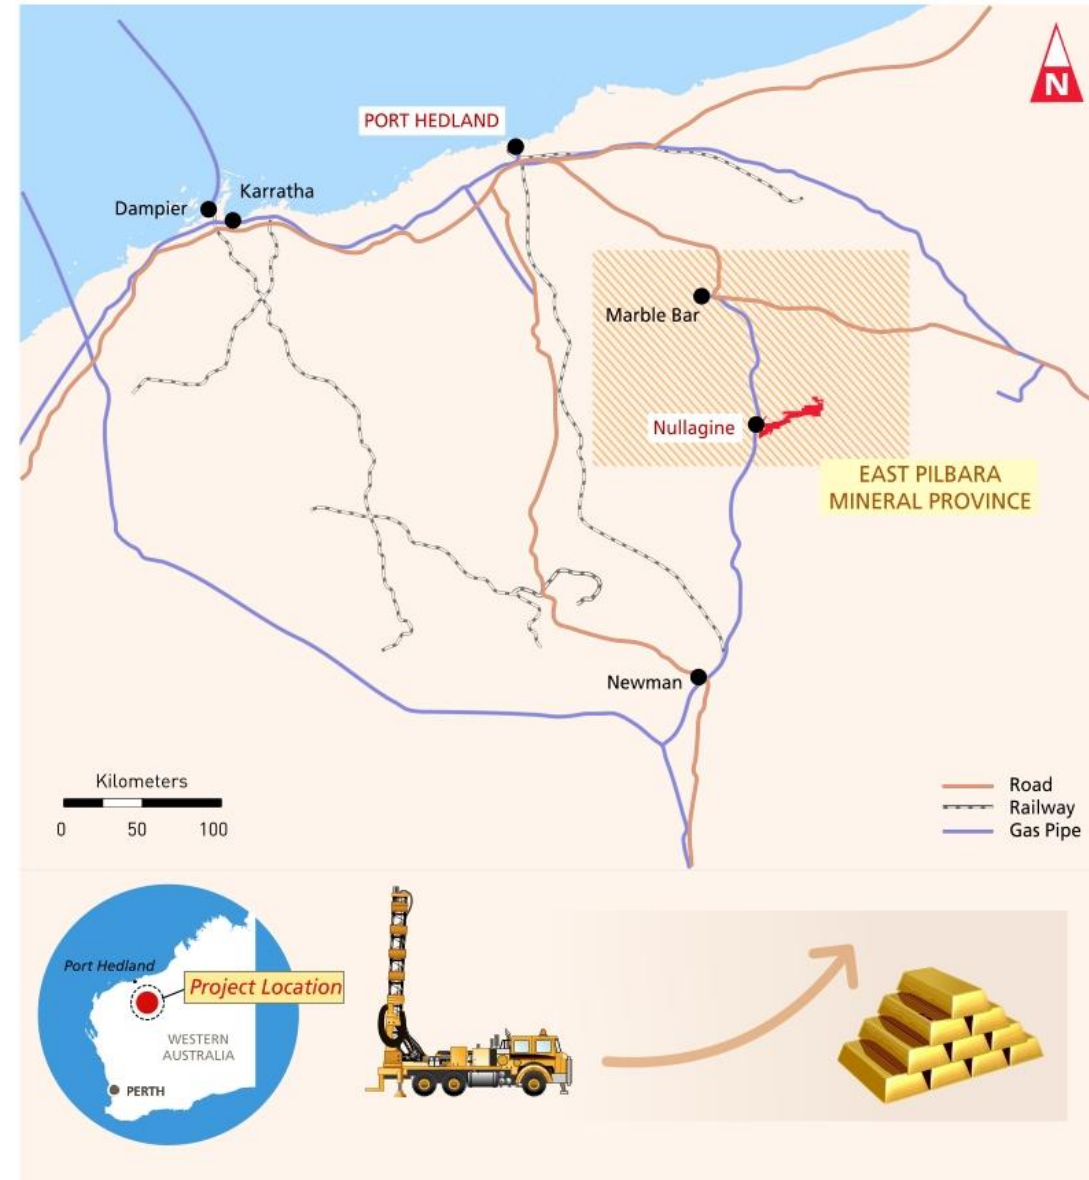 N
PORT HEDLAND
Karratha
Dampier
Marble Bar
Nullagine
EAST PILBARA
MINERAL PROVINCE
Newman
Kilometers
0 50 100
Road
Railway
Gas Pipe
Port Hedland
Project Location
WESTERN
AUSTRALIA
PERTH